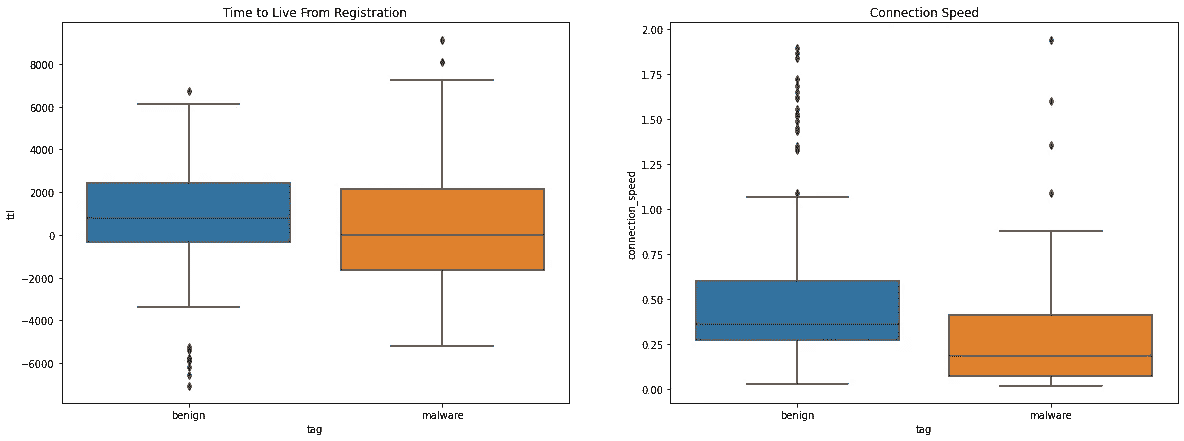 Time to Live From Registration
8000
6000
4000
2000
0
−2000
−4000
−6000
ttl
benign
malware
tag
Connection Speed
2.00
1.75
1.50
1.25
1.00
0.75
0.50
0.25
0.00
connection_speed
benign
malware
tag